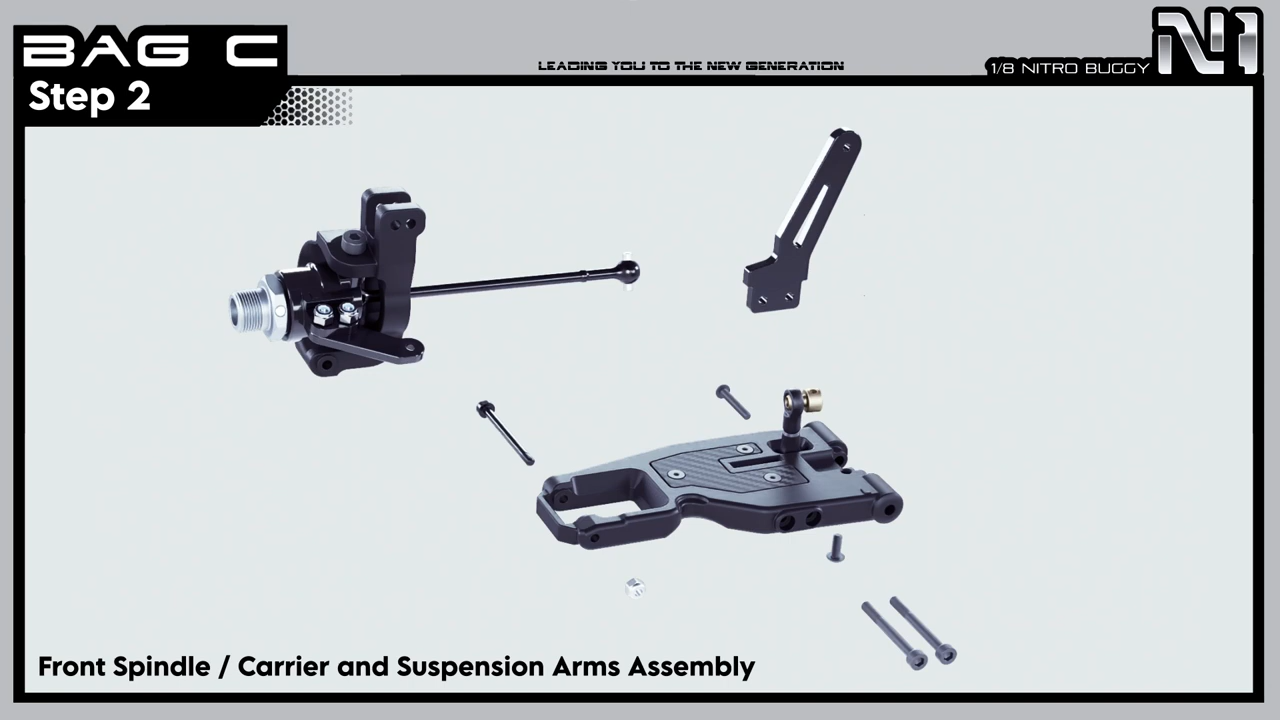 BAG C
Step 2
LEADING YOU TO THE NEW GENERATION
1/8 NITRO BUGGY
N1
Front Spindle / Carrier and Suspension Arms Assembly